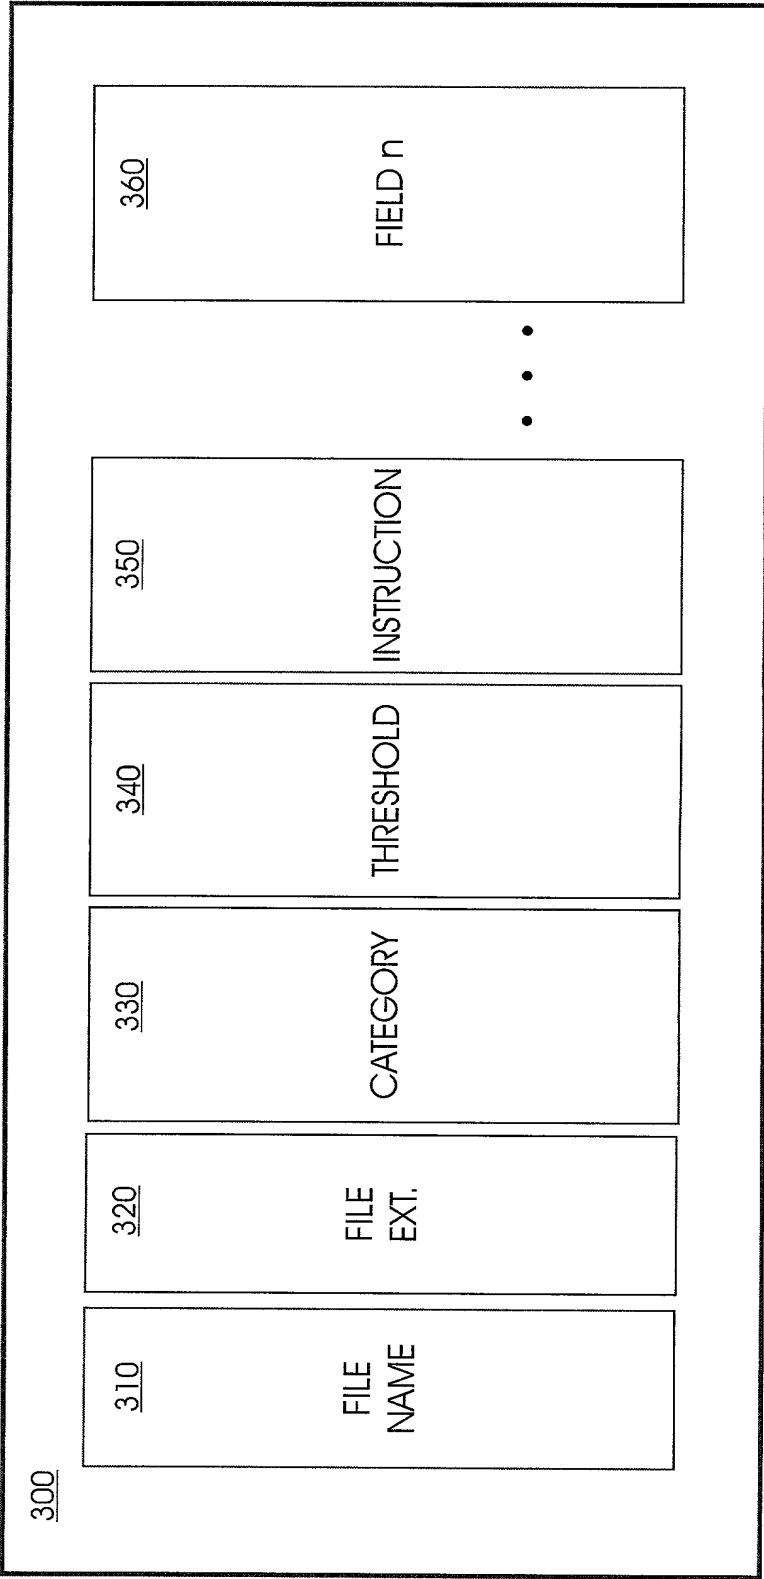 300
310
FILE
NAME
320
FILE
EXT.
330
CATEGORY
340
THRESHOLD
350
INSTRUCTION
360
FIELD n